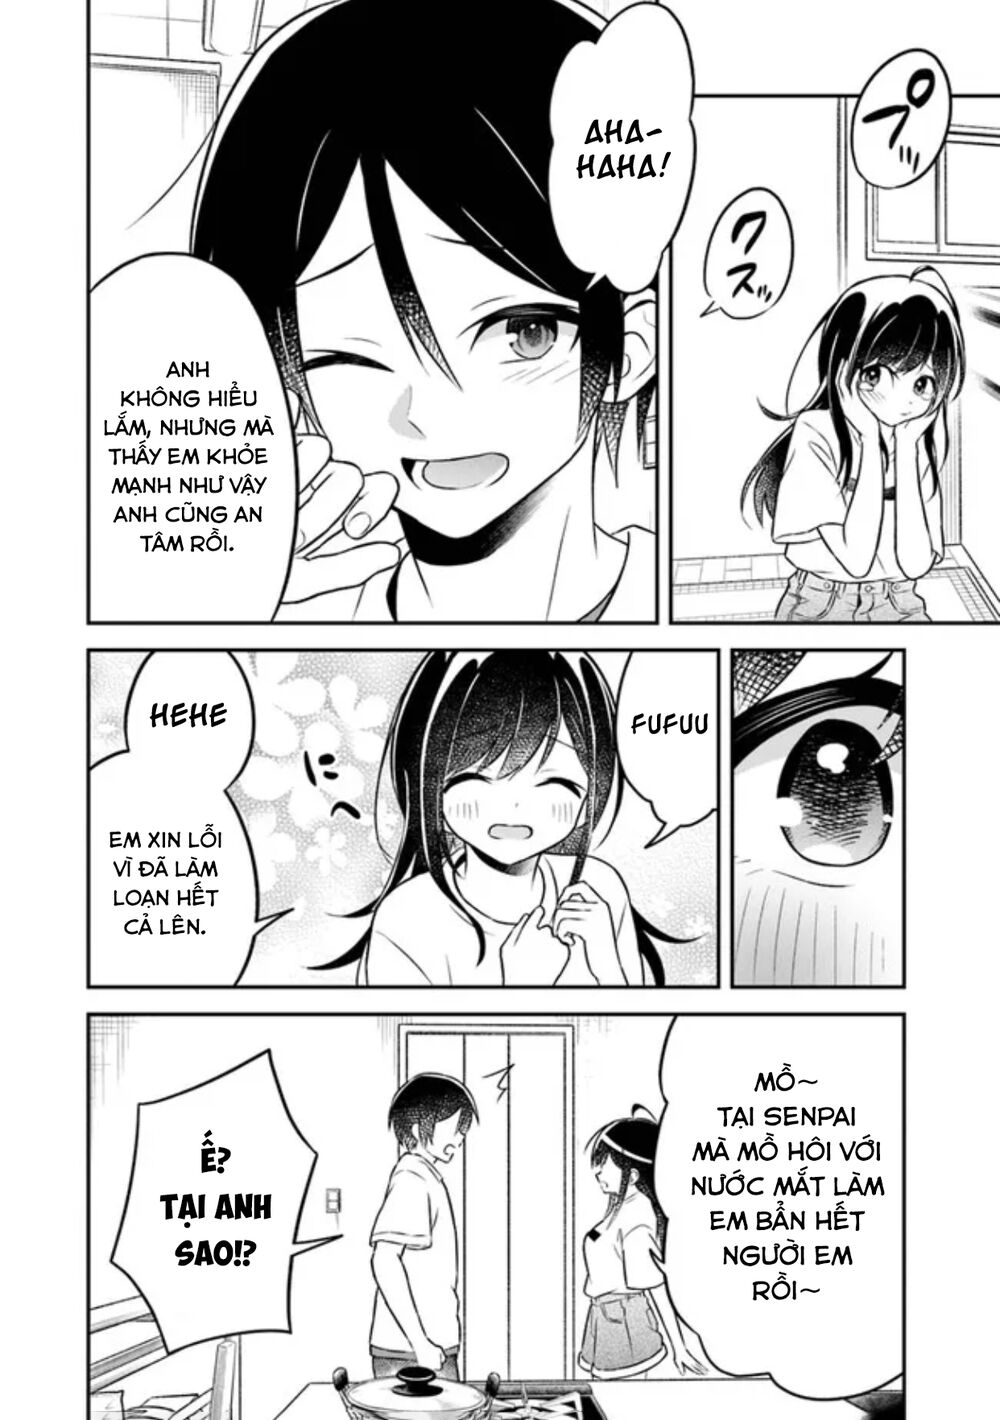 プッ
クスッ
AHA-
HAHA!
ANH
KHÔNG HIỂU
LẮM, NHƯNG MÀ
THẤY EM KHỎE
MẠNH NHƯ VẬY
ANH CŨNG AN
TÂM RỒI.
FUFUU
HEHE
にへっ
EM XIN LỖI
VÌ ĐÃ LÀM
LOẠN HẾT
CẢ LÊN.
MỒ~
TẠI SENPAI
MÀ MỒ HÔI VỚI
NƯỚC MẮT LÀM
EM BẨN HẾT
NGƯỜI EM
RỒI~
Ế?
TẠI ANH
SAO!?